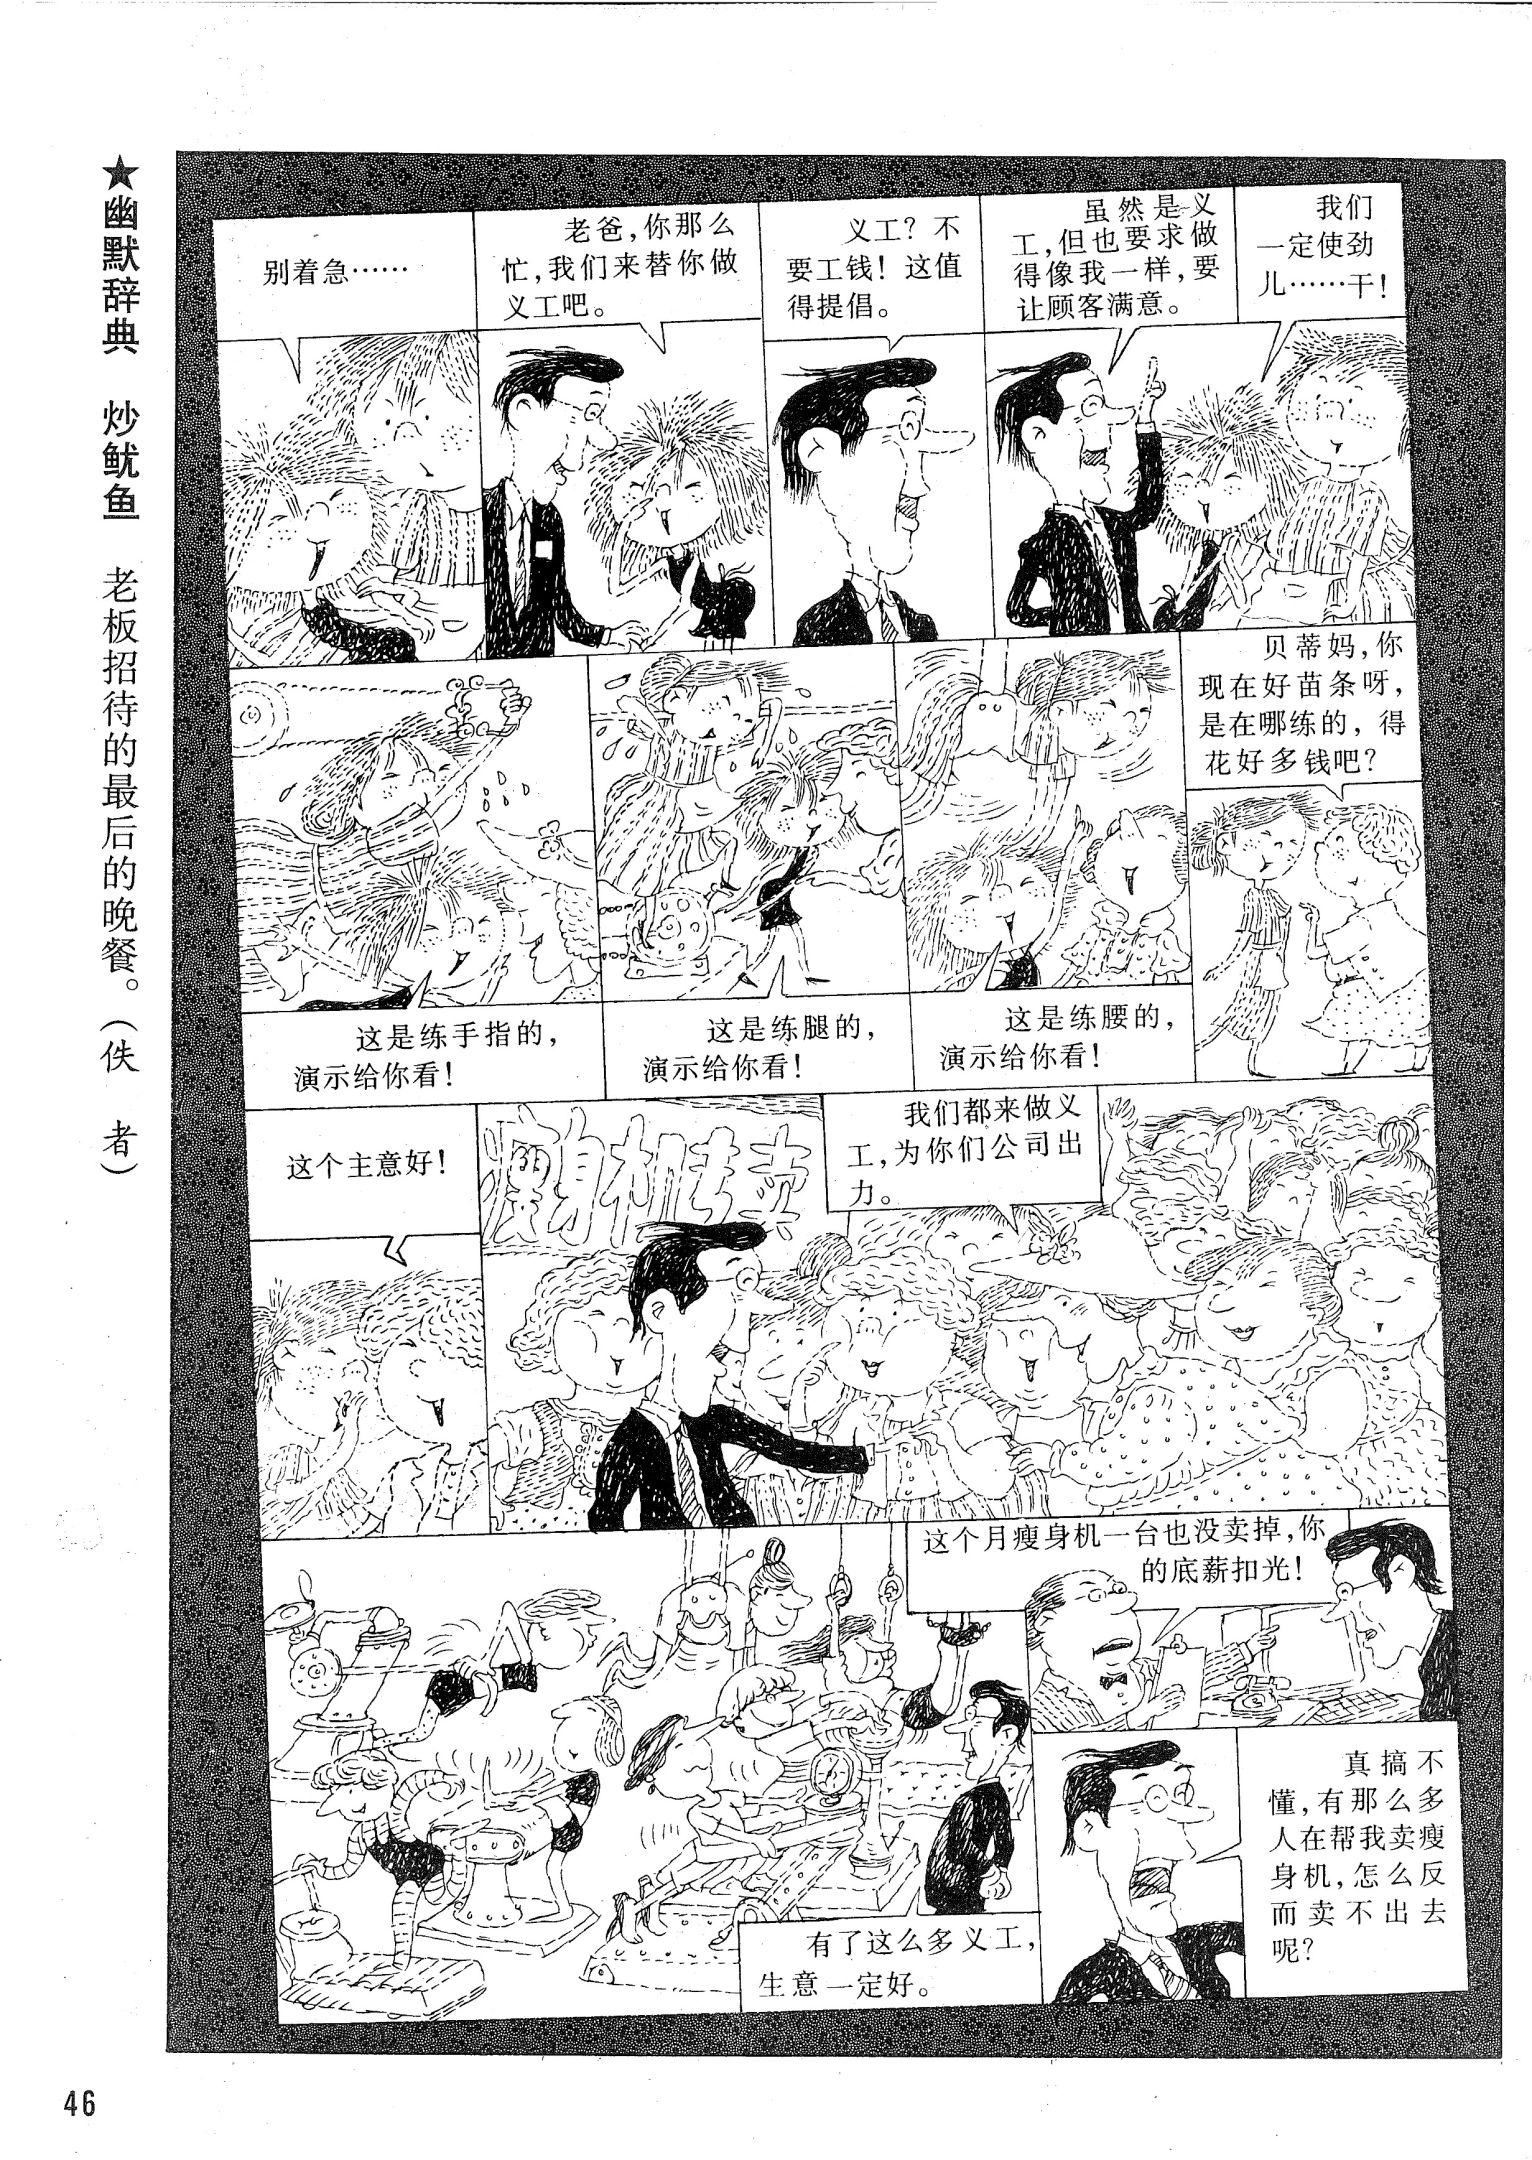 ★幽默辞典 炒鱿鱼 老板招待的最后的晚餐。（佚 者）
别着急……
老爸，你那么
忙，我们来替你做
义工吧。
义工？不
要工钱！这值
得提倡。
虽然是义
工，但也要求做
得像我一样，要
让顾客满意。
我们
一定使劲
儿……干！
这是练手指的，
演示给你看！
这是练腿的，
演示给你看！
这是练腰的，
演示给你看！
贝蒂妈，你
现在好苗条呀，
是在哪练的，得
花好多钱吧？
这个主意好！
瘦身机专卖
我们都来做义
工，为你们公司出
力。
有了这么多义工，
生意一定好。
这个月瘦身机一台也没卖掉，你
的底薪扣光！
真搞不
懂，有那么多
人在帮我卖瘦
身机，怎么反
而卖不出去
呢？
46